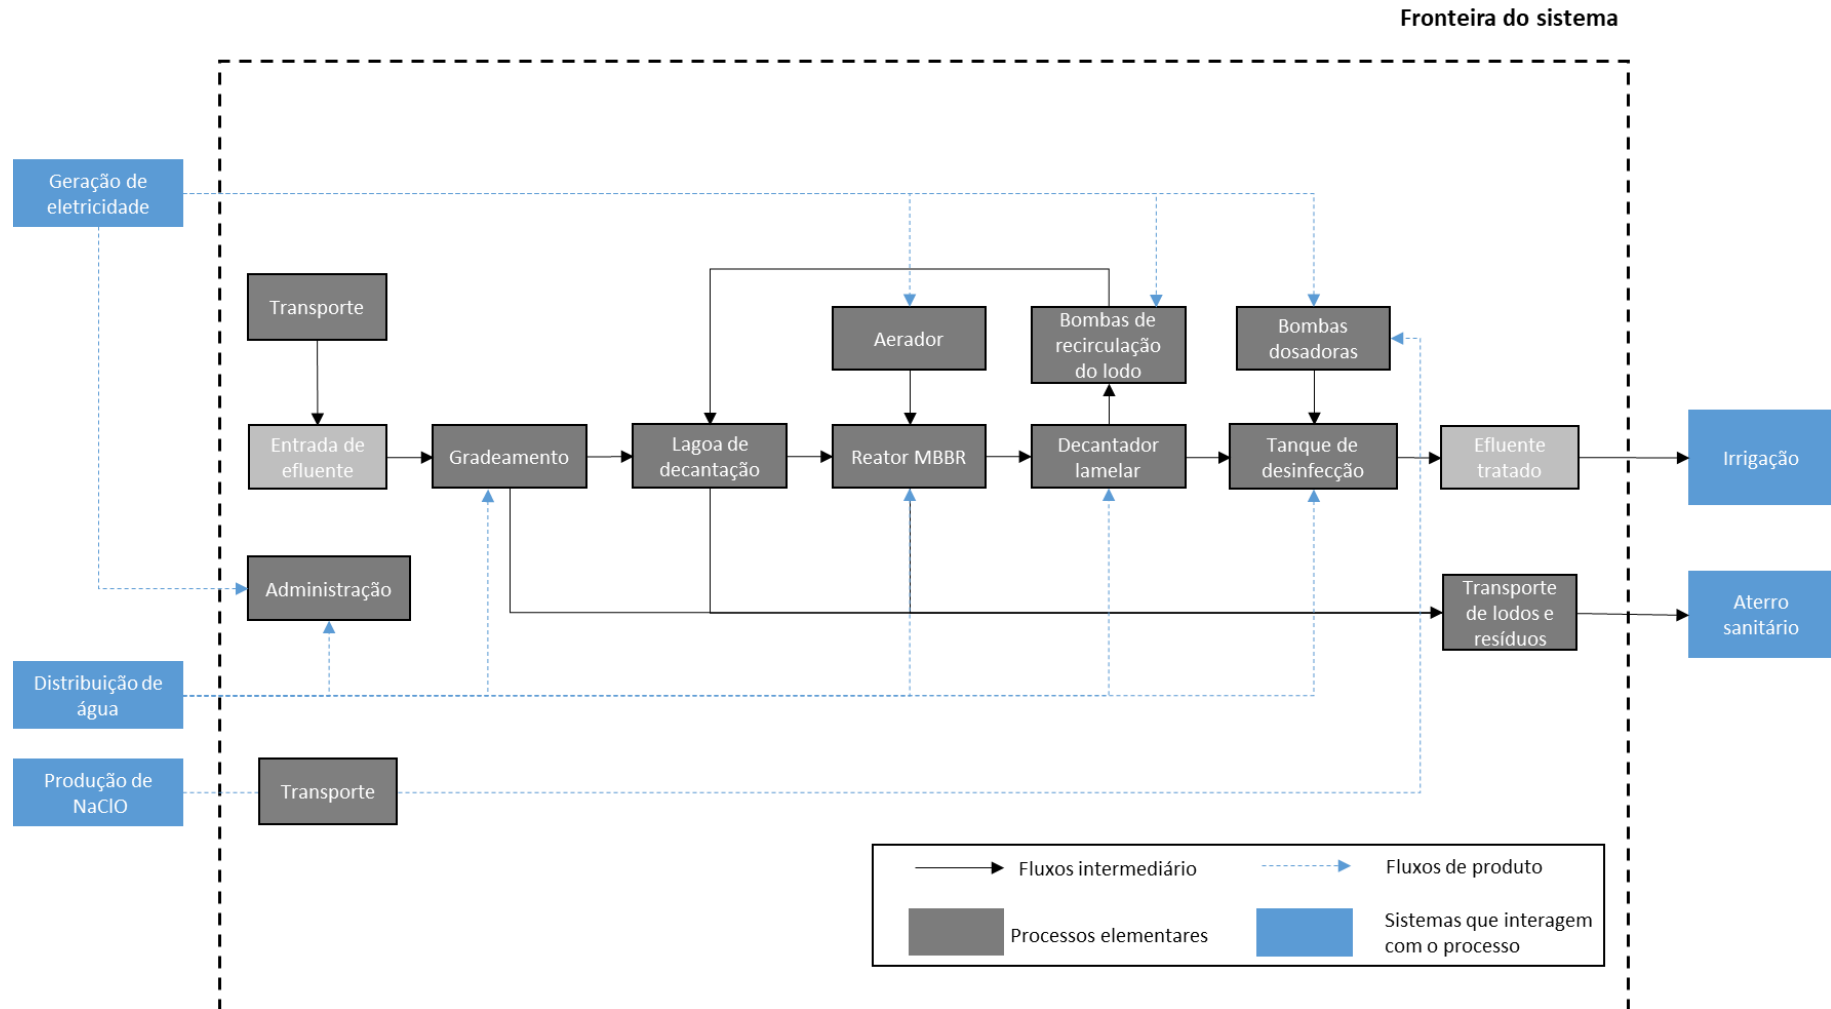 Fronteira do sistema
Geração de
eletricidade
Transporte
Aerador
Bombas de
recirculação
do lodo
Bombas
dosadoras
Entrada de
efluente
Gradeamento
Lagoa de
decantação
Reator MBBR
Decantador
lamelar
Tanque de
desinfecção
Efluente
tratado
Irrigação
Administração
Transporte
de lodos e
resíduos
Aterro
sanitário
Distribuição de
água
Produção de
NaClO
Transporte
Fluxos intermediário
Fluxos de produto
Processos elementares
Sistemas que interagem
com o processo